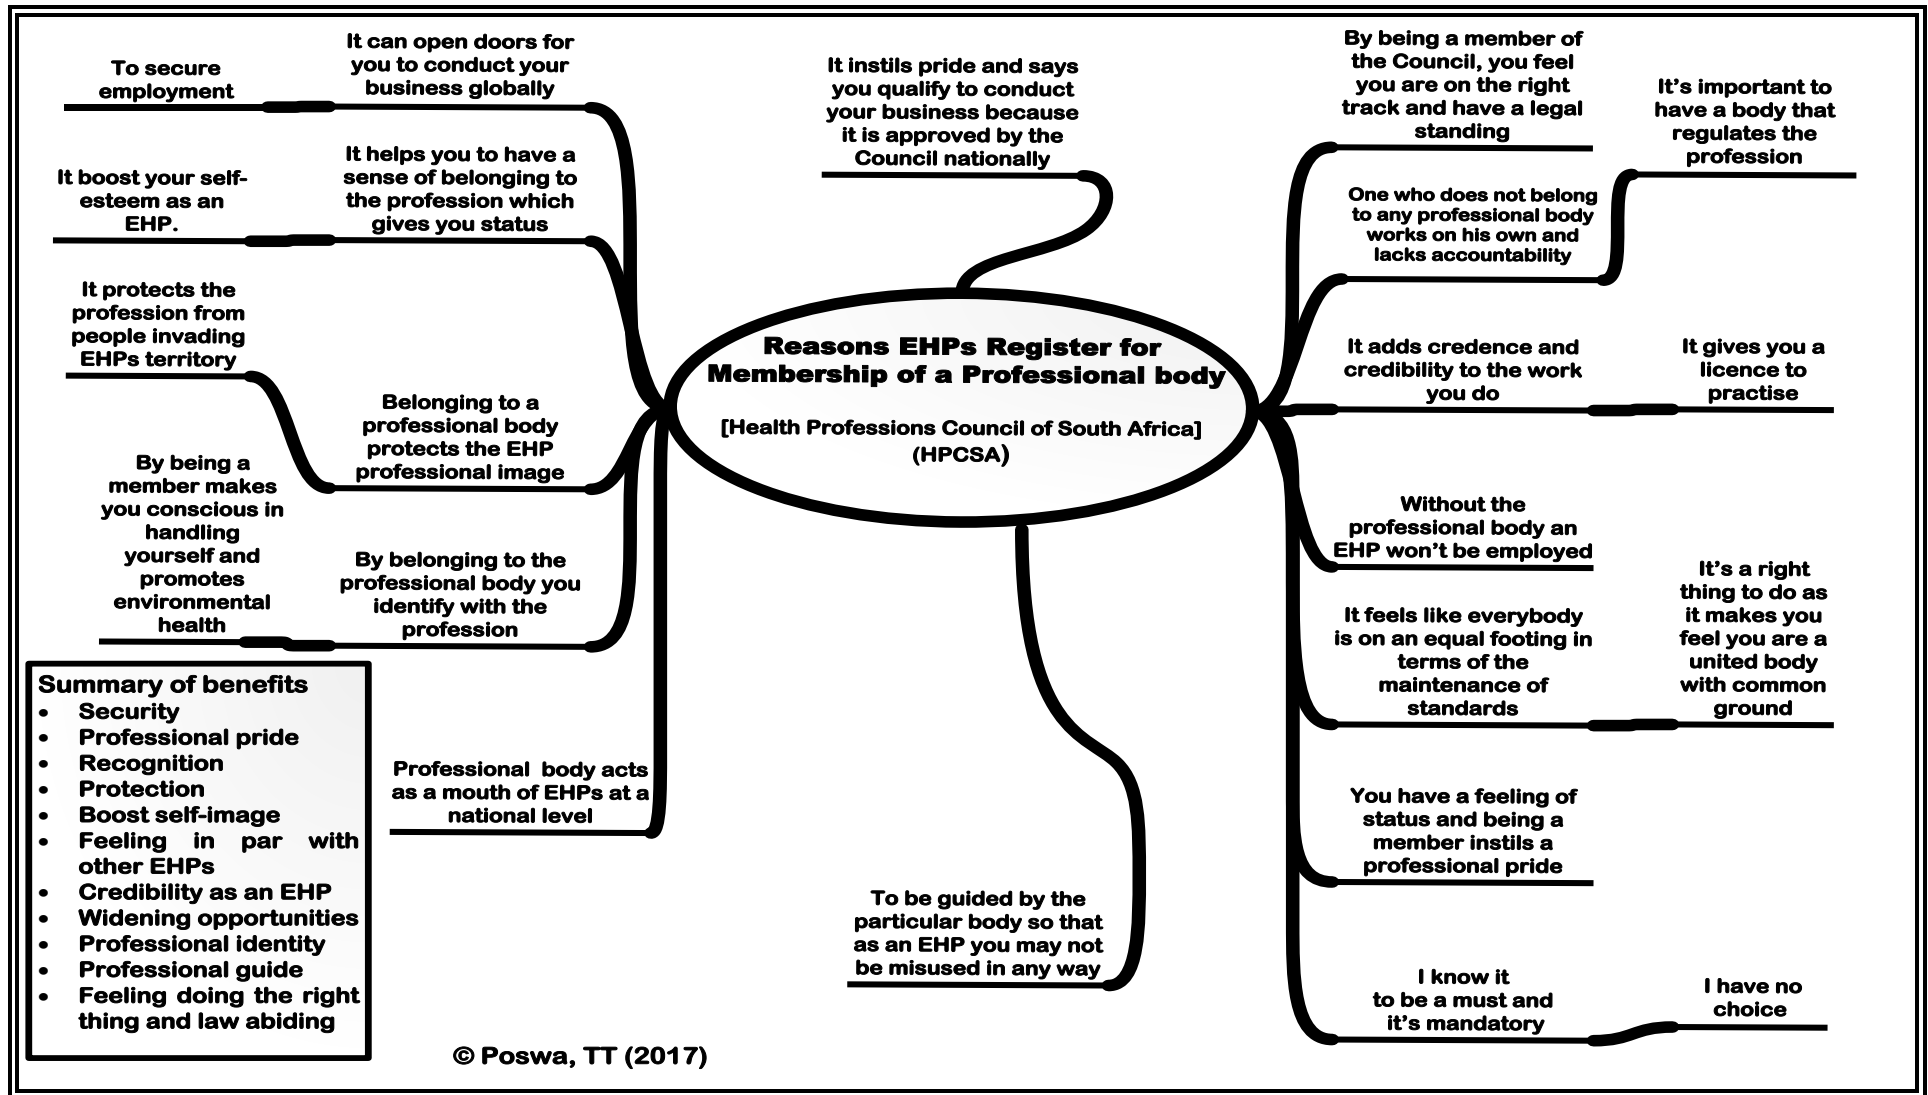 It can open doors for
you to conduct your
business globally
To secure
employment
It helps you to have a
sense of belonging to
the profession which
gives you status
It boost your self-
esteem as an
EHP.
Belonging to a
professional body
protects the EHP
professional image
It protects the
profession from
people invading
EHPs territory
By belonging to the
professional body you
identify with the
profession
By being a
member makes
you conscious in
handling
yourself and
promotes
environmental
health
Professional body acts
as a mouth of EHPs at a
national level
It instils pride and says
you qualify to conduct
your business because
it is approved by the
Council nationally
Reasons EHPs Register for
Membership of a Professional body
[Health Professions Council of South Africa]
(HPCSA)
To be guided by the
particular body so that
as an EHP you may not
be misused in any way
By being a member of
the Council, you feel
you are on the right
track and have a legal
standing
One who does not belong
to any professional body
works on his own and
lacks accountability
It's important to
have a body that
regulates the
profession
It adds credence and
credibility to the work
you do
It gives you a
licence to
practise
Without the
professional body an
EHP won't be employed
It feels like everybody
is on an equal footing in
terms of the
maintenance of
standards
It's a right
thing to do as
it makes you
feel you are a
united body
with common
ground
You have a feeling of
status and being a
member instils a
professional pride
I know it
to be a must and
it's mandatory
I have no
choice
Summary of benefits
• Security
• Professional pride
• Recognition
• Protection
• Boost self-image
• Feeling in par with
other EHPs
• Credibility as an EHP
• Widening opportunities
• Professional identity
• Professional guide
• Feeling doing the right
thing and law abiding
© Poswa, TT (2017)